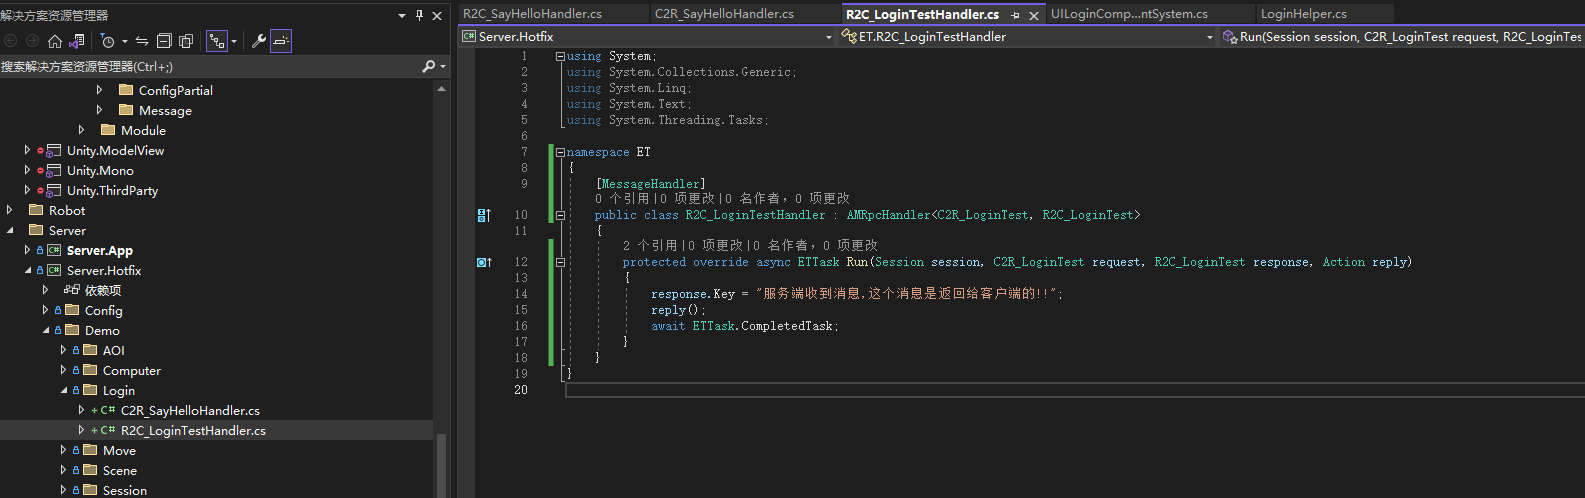 解决方案资源管理器
搜索解决方案资源管理器(Ctrl+;)
ConfigPartial
Message
Module
Unity.ModelView
Unity.Mono
Unity.ThirdParty
Robot
Server
Server.App
Server.Hotfix
依赖项
Config
Demo
AOI
Computer
Login
C2R_SayHelloHandler.cs
R2C_LoginTestHandler.cs
Move
Scene
Session
R2C_SayHelloHandler.cs
C2R_SayHelloHandler.cs
R2C_LoginTestHandler.cs
UILoginComp...ntSystem.cs
LoginHelper.cs
Server.Hotfix
ET.R2C_LoginTestHandler
Run(Session session, C2R_LoginTest request, R2C_LoginTes
1 using System;
2 using System.Collections.Generic;
3 using System.Linq;
4 using System.Text;
5 using System.Threading.Tasks;
6
7 namespace ET
8 {
9 [MessageHandler]
0 个引用|0 项更改|0 名作者，0 项更改
10 public class R2C_LoginTestHandler : AMRpcHandler<C2R_LoginTest, R2C_LoginTest>
11 {
2 个引用|0 项更改|0 名作者，0 项更改
12 protected override async ETTask Run(Session session, C2R_LoginTest request, R2C_LoginTest response, Action reply)
13 {
14 response.Key = "服务端收到消息,这个消息是返回给客户端的!!";
15 reply();
16 await ETTask.CompletedTask;
17 }
18 }
19 }
20